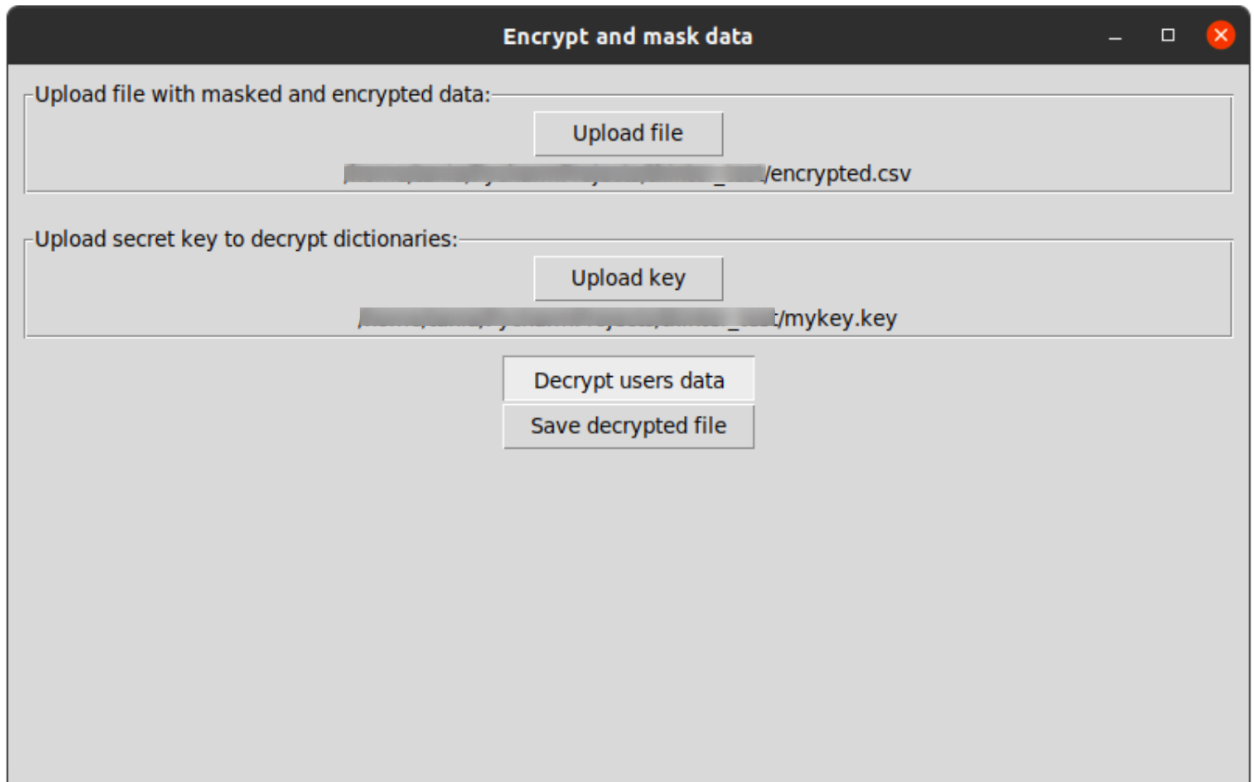 Encrypt and mask data
Upload file with masked and encrypted data:
Upload file
/encrypted.csv
Upload secret key to decrypt dictionaries:
Upload key
/mykey.key
Decrypt users data
Save decrypted file